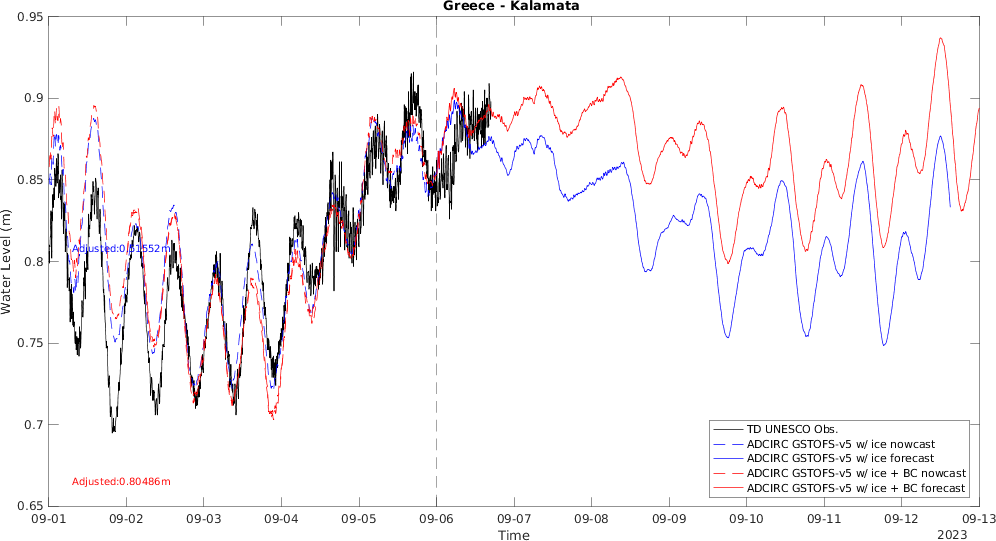 Greece - Kalamata
0.95
0.9
0.85
0.8
0.75
0.7
0.65
Water Level (m)
Adjusted:0.81552m
Adjusted:0.80486m
TD UNESCO Obs.
ADCIRC GSTOFS-v5 w/ ice nowcast
ADCIRC GSTOFS-v5 w/ ice forecast
ADCIRC GSTOFS-v5 w/ ice + BC nowcast
ADCIRC GSTOFS-v5 w/ ice + BC forecast
09-01 09-02 09-03 09-04 09-05 09-06 09-07 09-08 09-09 09-10 09-11 09-12 09-13
Time
2023